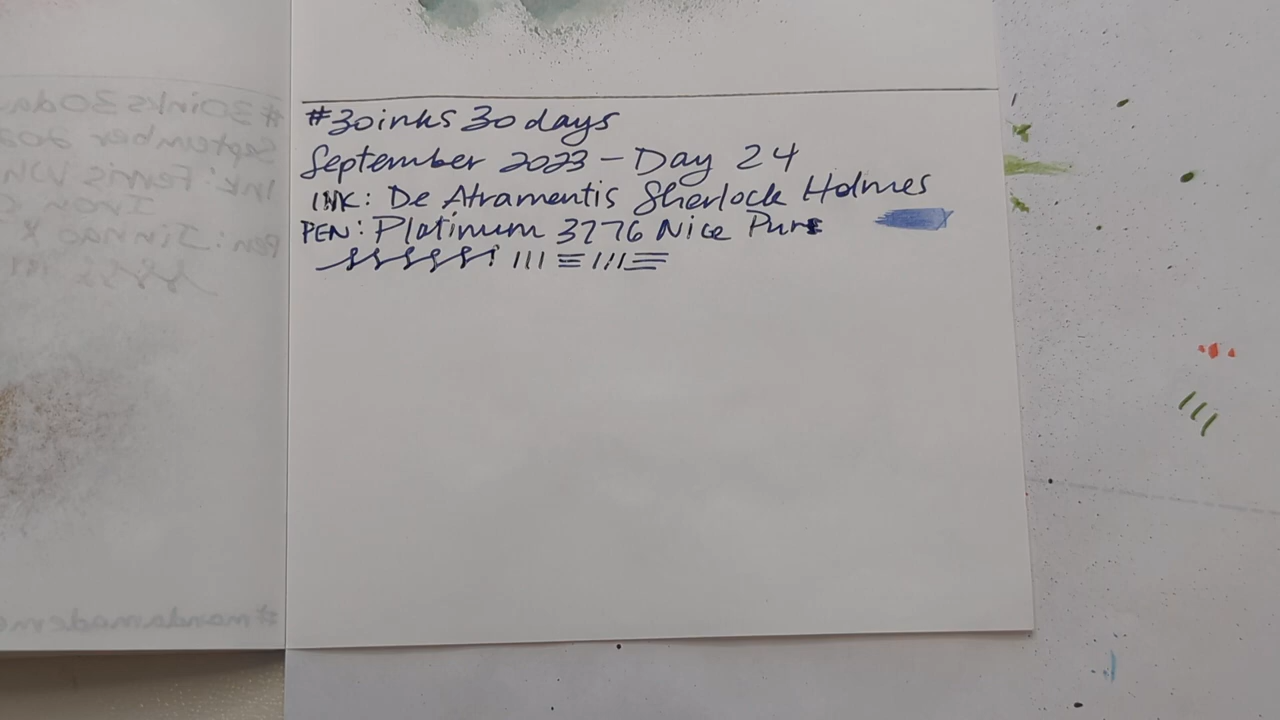 #30inks30days
September 2023 - Day 24
INK: De Atramentis Sherlock Holmes
PEN: Platinum 3776 Nice Pur